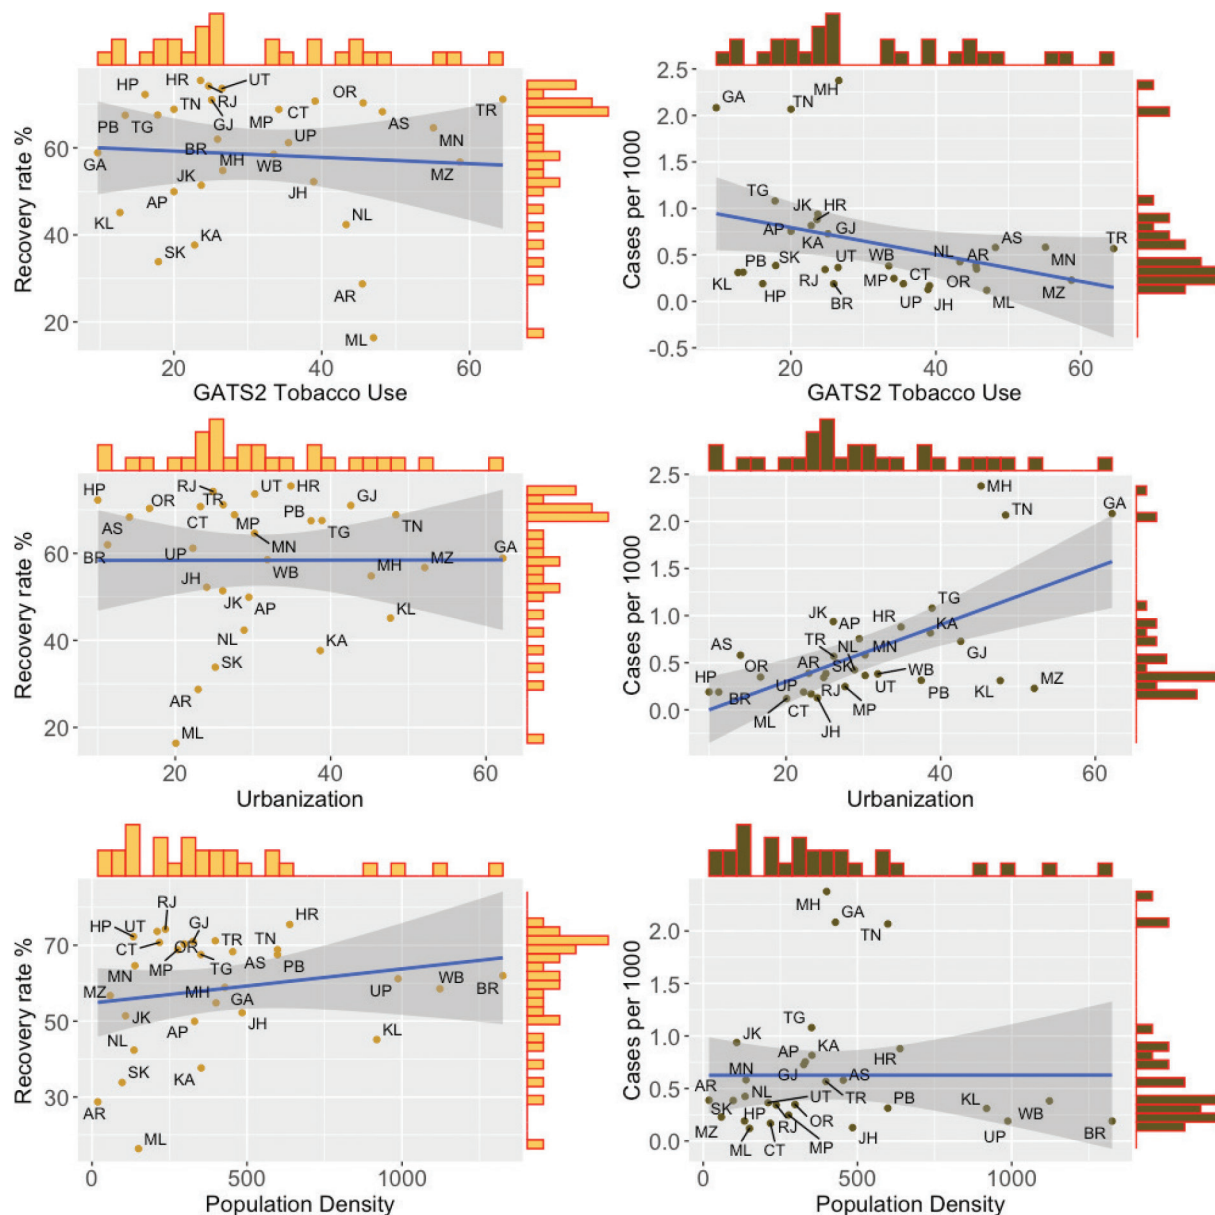 HR UT
HP RJ
TN OR TR
PB TG GJ MP CT AS
BR UP MN
GA MH WB MZ
JK JH
AP
KL NL
SK KA
AR
ML
60
40
20
Recovery rate %
20 40 60
GATS2 Tobacco Use
2.5
2.0
1.5
1.0
0.5
0.0
-0.5
Cases per 1000
GA TN MH
TG JK HR
AP KA GJ NL AR AS TR
PB SK WB CT MN
KL HP RJ BR MP UP JH OR ML MZ
20 40 60
GATS2 Tobacco Use
60
40
20
Recovery rate %
HP OR RJ UT HR GJ
AS CT TR MP PB TG TN
BR UP MN GA
JH WB MH MZ
JK AP KL
NL KA
SK
AR
ML
20 40 60
Urbanization
2.5
2.0
1.5
1.0
0.5
0.0
Cases per 1000
MH TN GA
JK AP HR TG
KA
AS TR NL MN GJ
OR AR SK WB MZ
HP BR UP RJ UT PB KL
ML CT JH MP
20 40 60
Urbanization
70
50
30
Recovery rate %
RJ
HP UT GJ HR
CT OR TR TN
MN MP TG AS PB
MZ MH GA UP WB BR
JK AP JH KL
NL
SK KA
AR
ML
0 500 1000
Population Density
2.0
1.5
1.0
0.5
0.0
Cases per 1000
MH GA TN
TG
JK KA
AP HR
MN GJ AS
AR NL UT TR PB KL WB
SK HP OR
MZ RJ JH UP BR
ML CT MP
0 500 1000
Population Density